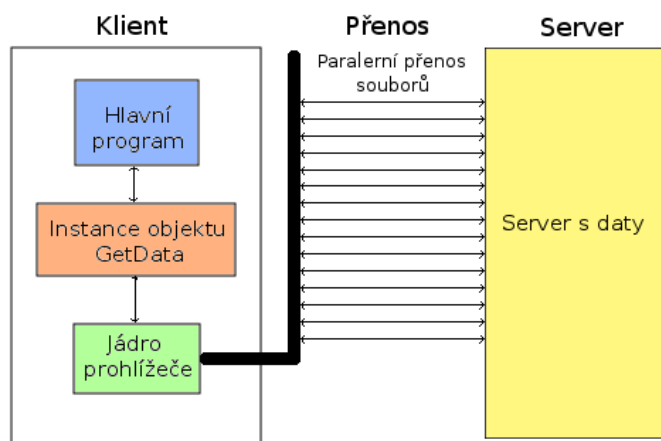 Klient
Přenos
Server
Paralerní přenos
souborů
Hlavní
program
Instance objektu
GetData
Server s daty
Jádro
prohlížeče